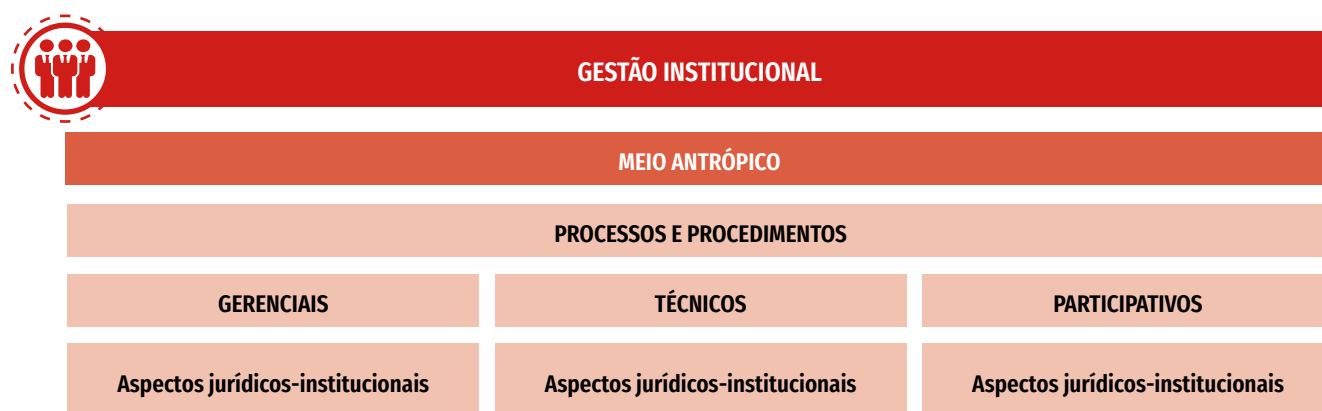 GESTÃO INSTITUCIONAL
MEIO ANTRÓPICO
PROCESSOS E PROCEDIMENTOS
GERENCIAIS
TÉCNICOS
PARTICIPATIVOS
Aspectos jurídicos-institucionais
Aspectos jurídicos-institucionais
Aspectos jurídicos-institucionais